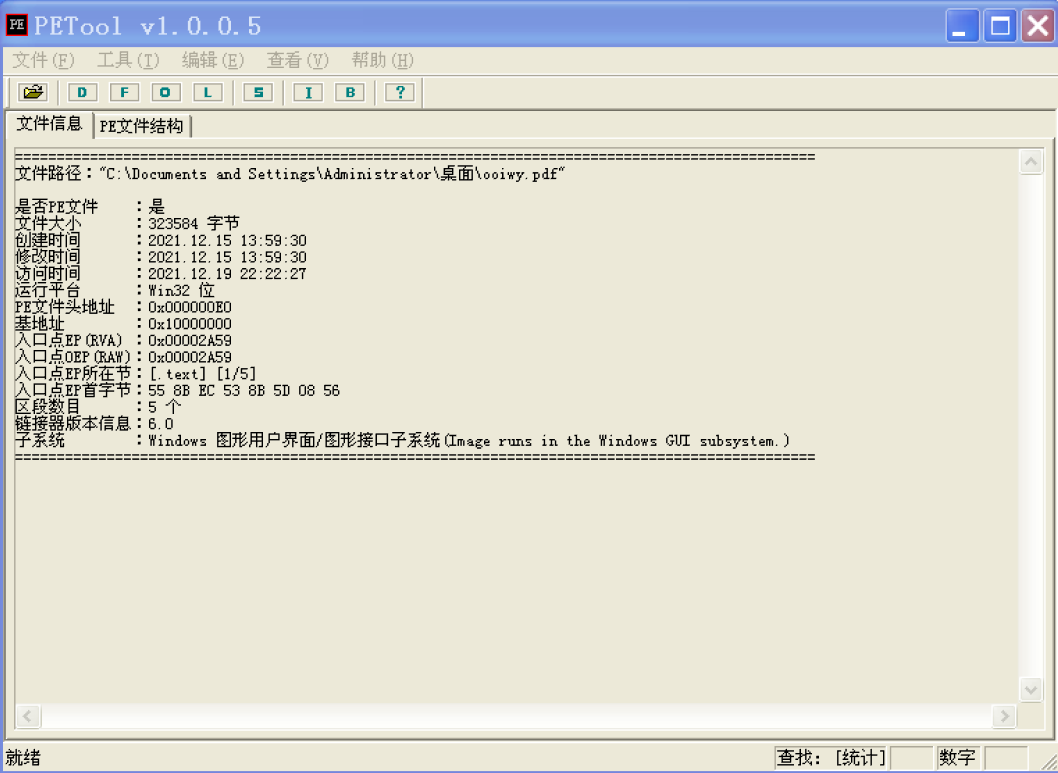 PE PETool v1.0.0.5
文件(F) 工具(T) 编辑(E) 查看(V) 帮助(H)
D F O L S I B ?
文件信息 PE文件结构
================================================================================================
文件路径："C:\Documents and Settings\Administrator\桌面\ooiwy.pdf"
是否PE文件 ：是
文件大小 ：323584 字节
创建时间 ：2021.12.15 13:59:30
修改时间 ：2021.12.15 13:59:30
访问时间 ：2021.12.19 22:22:27
运行平台 ：Win32 位
PE文件头地址 ：0x000000E0
基地址 ：0x10000000
入口点EP(RVA) ：0x00002A59
入口点OEP(RAW)：0x00002A59
入口点EP所在节：[.text] [1/5]
入口点EP首字节：55 8B EC 53 8B 5D 08 56
区段数目 ：5 个
链接器版本信息：6.0
子系统 ：Windows 图形用户界面/图形接口子系统(Image runs in the Windows GUI subsystem.)
================================================================================================
就绪 查找: [统计] 数字